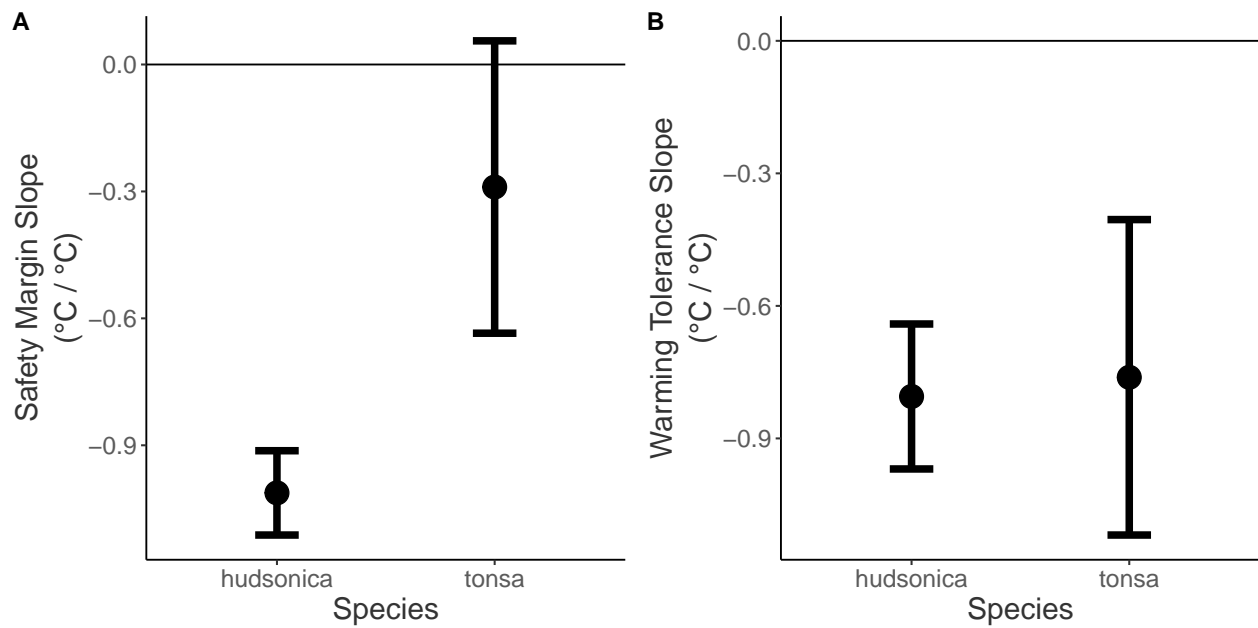 A
Safety Margin Slope
(°C / °C)
0.0
−0.3
−0.6
−0.9
hudsonica
tonsa
Species
B
Warming Tolerance Slope
(°C / °C)
0.0
−0.3
−0.6
−0.9
hudsonica
tonsa
Species